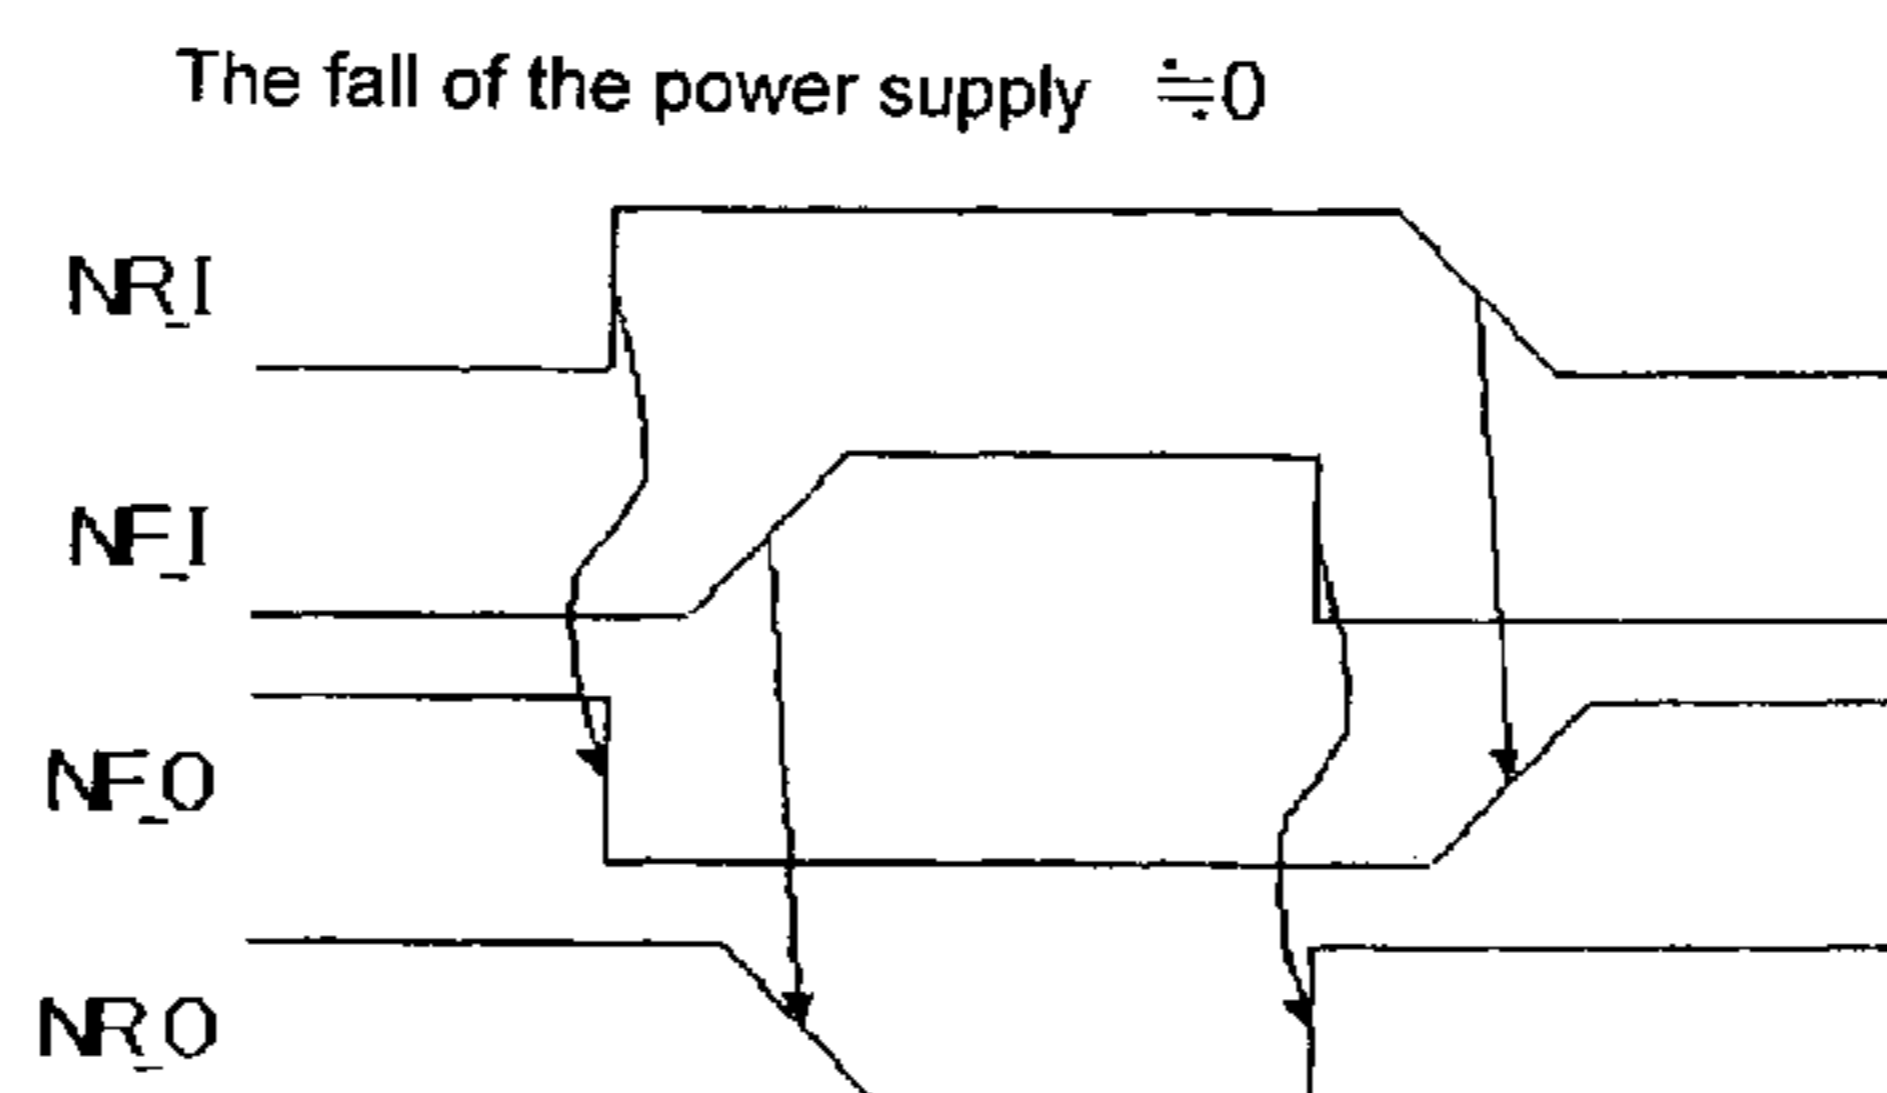 The fall of the power supply ≒0
NR_I
NF_I
NF_O
NR_O